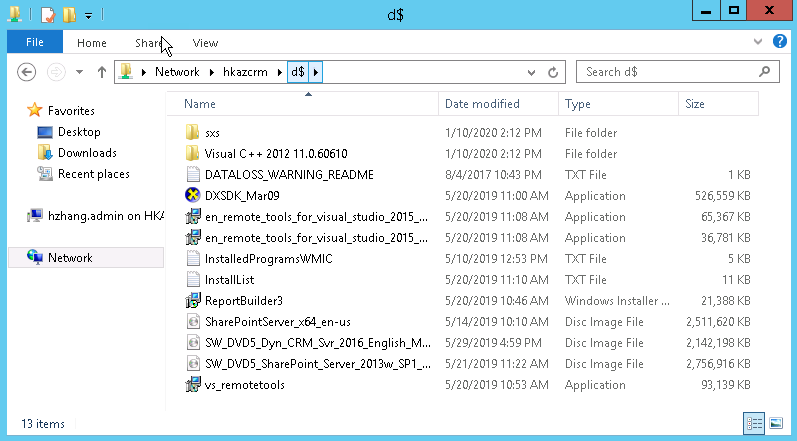 d$
File Home Share View
Network hkazcrm d$ Search d$
Name Date modified Type Size
Favorites
Desktop
Downloads
Recent places
hzhang.admin on HKA
Network
sxs 1/10/2020 2:12 PM File folder
Visual C++ 2012 11.0.60610 1/10/2020 2:12 PM File folder
DATALOSS_WARNING_README 8/4/2017 10:43 PM TXT File 1 KB
DXSDK_Mar09 5/20/2019 11:00 AM Application 526,559 KB
en_remote_tools_for_visual_studio_2015_... 5/20/2019 11:08 AM Application 65,367 KB
en_remote_tools_for_visual_studio_2015_... 5/20/2019 11:08 AM Application 36,781 KB
InstalledProgramsWMIC 5/10/2019 12:53 PM TXT File 5 KB
InstallList 5/20/2019 11:10 AM TXT File 11 KB
ReportBuilder3 5/20/2019 10:46 AM Windows Installer ... 21,388 KB
SharePointServer_x64_en-us 5/14/2019 10:10 AM Disc Image File 2,511,620 KB
SW_DVD5_Dyn_CRM_Svr_2016_English_M... 5/29/2019 4:59 PM Disc Image File 2,142,198 KB
SW_DVD5_SharePoint_Server_2013w_SP1_... 5/21/2019 11:22 AM Disc Image File 2,756,916 KB
vs_remotetools 5/20/2019 10:53 AM Application 93,139 KB
13 items